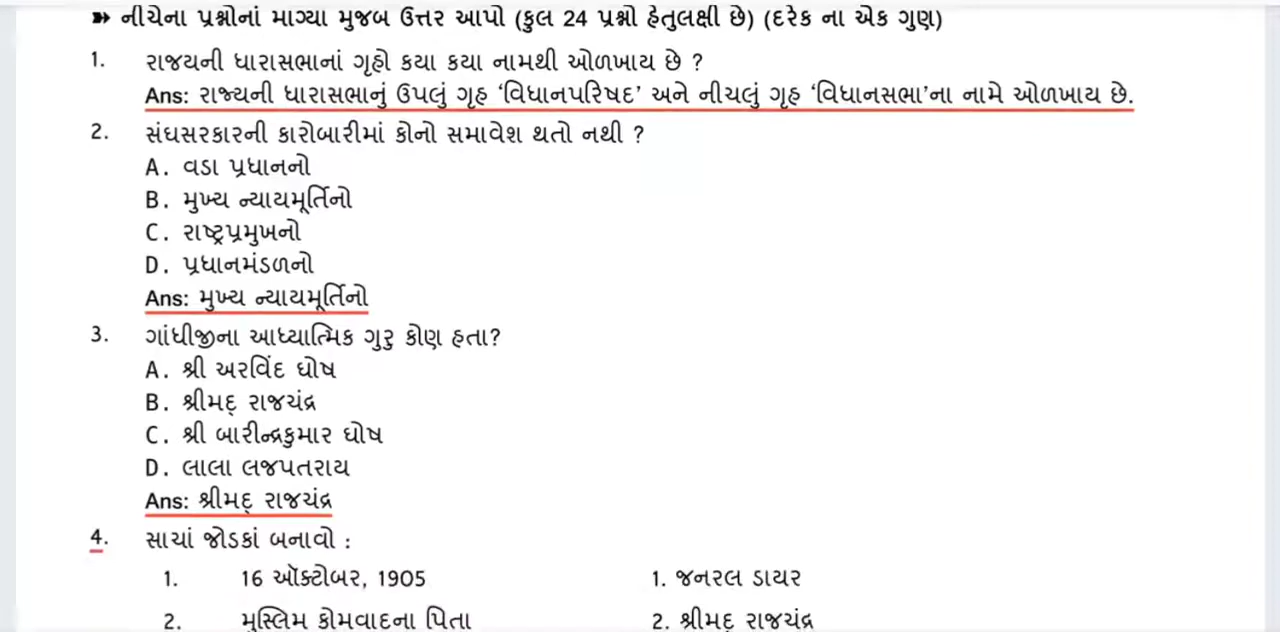 ➽ નીચેના પ્રશ્નોનાં માગ્યા મુજબ ઉત્તર આપો (કુલ 24 પ્રશ્નો હેતુલક્ષી છે) (દરેક ના એક ગુણ)
1. રાજયની ધારાસભાનાં ગૃહો કયા કયા નામથી ઓળખાય છે ?
Ans: રાજ્યની ધારાસભાનું ઉપલું ગૃહ ‘વિધાનપરિષદ’ અને નીચલું ગૃહ ‘વિધાનસભા’ના નામે ઓળખાય છે.
2. સંઘસરકારની કારોબારીમાં કોનો સમાવેશ થતો નથી ?
A. વડા પ્રધાનનો
B. મુખ્ય ન્યાયમૂર્તિનો
C. રાષ્ટ્રપ્રમુખનો
D. પ્રધાનમંડળનો
Ans: મુખ્ય ન્યાયમૂર્તિનો
3. ગાંધીજીના આધ્યાત્મિક ગુરુ કોણ હતા?
A. શ્રી અરવિંદ ઘોષ
B. શ્રીમદ્ રાજચંદ્ર
C. શ્રી બારીન્દ્રકુમાર ઘોષ
D. લાલા લજપતરાય
Ans: શ્રીમદ્ રાજચંદ્ર
4. સાચાં જોડકાં બનાવો :
1. 16 ઑક્ટોબર, 1905 1. જનરલ ડાયર
2. મુસ્લિમ કોમવાદના પિતા 2. શ્રીમદ્ રાજચંદ્ર